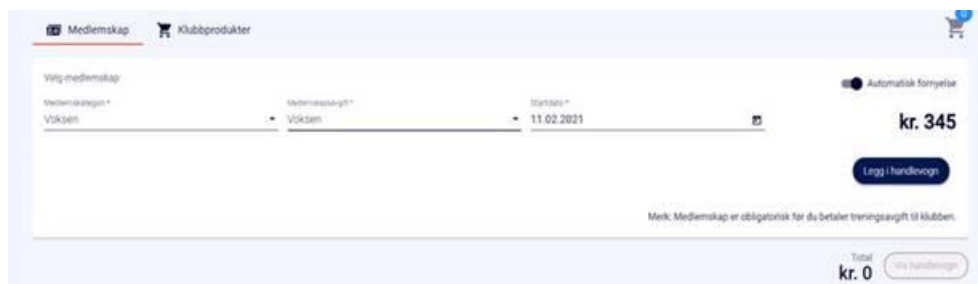 Medlemskap Klubbprodukter 0
Velg medlemskap
Automatisk fornyelse
Medlemskategori * Medlemskapsavgift * Startdato *
Voksen Voksen 11.02.2021 kr. 345
Legg i handlevogn
Merk: Medlemskap er obligatorisk før du betaler treningsavgift til klubben.
Total
kr. 0 Vis handlevogn